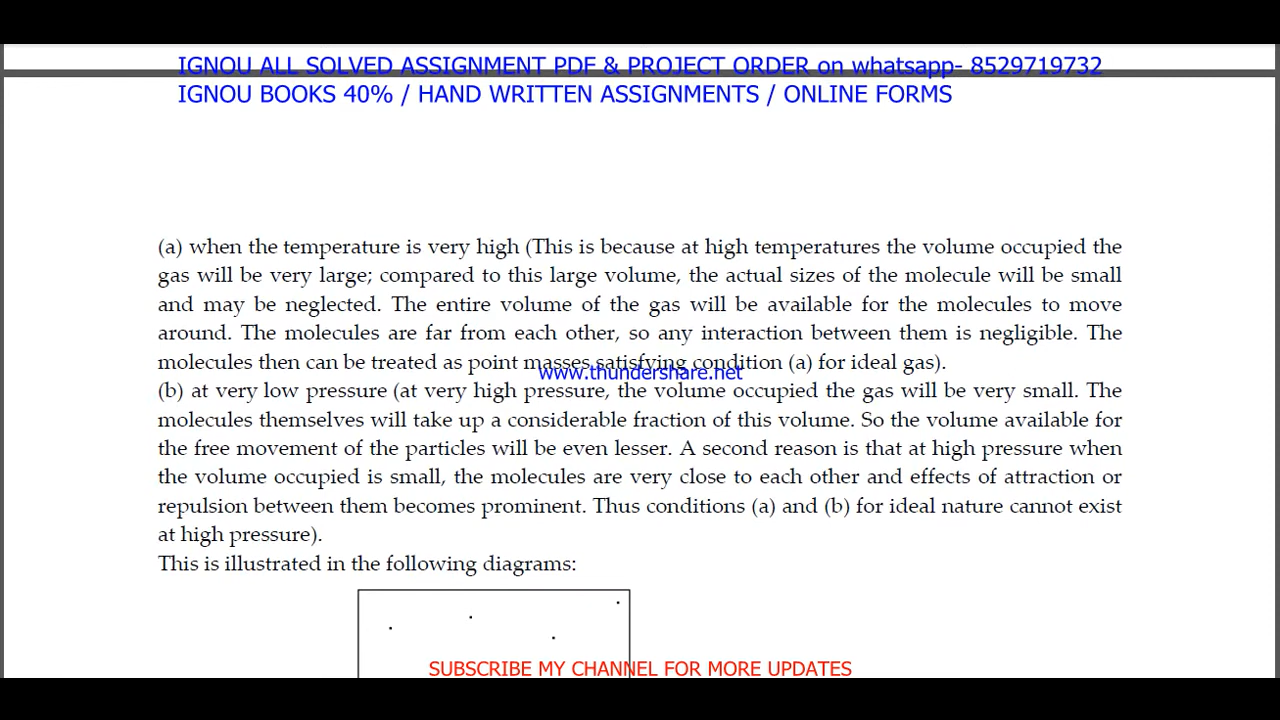 IGNOU ALL SOLVED ASSIGNMENT PDF & PROJECT ORDER on whatsapp- 8529719732
IGNOU BOOKS 40% / HAND WRITTEN ASSIGNMENTS / ONLINE FORMS
(a) when the temperature is very high (This is because at high temperatures the volume occupied the
gas will be very large; compared to this large volume, the actual sizes of the molecule will be small
and may be neglected. The entire volume of the gas will be available for the molecules to move
around. The molecules are far from each other, so any interaction between them is negligible. The
molecules then can be treated as point masses satisfying condition (a) for ideal gas).
www.thundershare.net
(b) at very low pressure (at very high pressure, the volume occupied the gas will be very small. The
molecules themselves will take up a considerable fraction of this volume. So the volume available for
the free movement of the particles will be even lesser. A second reason is that at high pressure when
the volume occupied is small, the molecules are very close to each other and effects of attraction or
repulsion between them becomes prominent. Thus conditions (a) and (b) for ideal nature cannot exist
at high pressure).
This is illustrated in the following diagrams:
SUBSCRIBE MY CHANNEL FOR MORE UPDATES